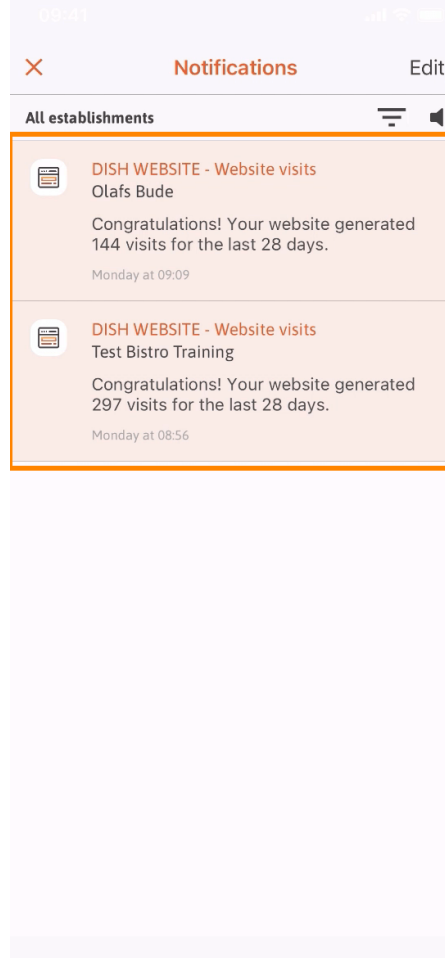 09:41
Notifications Edit
All establishments
DISH WEBSITE - Website visits
Olafs Bude
Congratulations! Your website generated
144 visits for the last 28 days.
Monday at 09:09
DISH WEBSITE - Website visits
Test Bistro Training
Congratulations! Your website generated
297 visits for the last 28 days.
Monday at 08:56